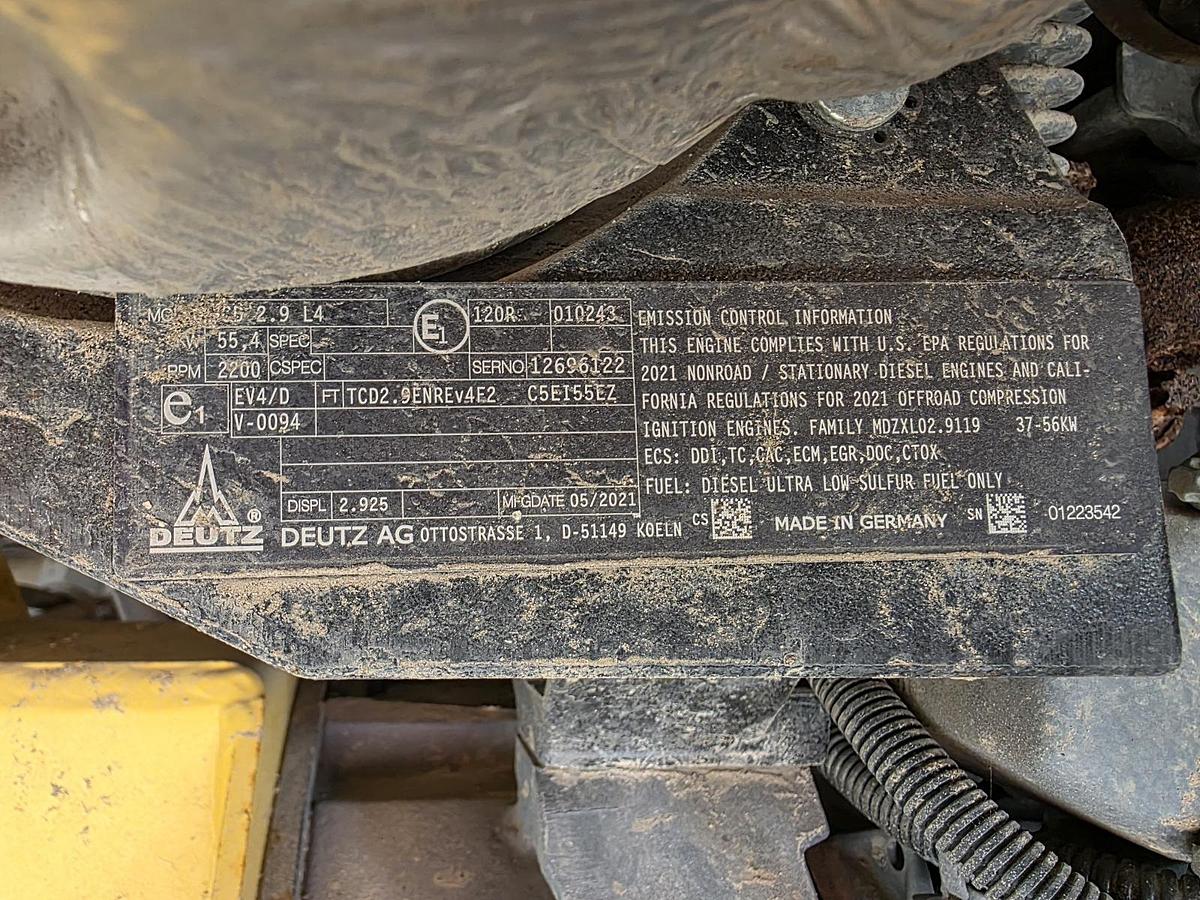 2.9 L4
E1
120R-
010243
55,4 SPEC
RPM 2200 CSPEC
SERNO 12696122
e1
EV4/D
FT TCD2.9ENREv4E2 C5EI55EZ
V-0094
DISPL 2.925
MFGDATE 05/2021
DEUTZ®
DEUTZ AG OTTOSTRASSE 1, D-51149 KOELN
EMISSION CONTROL INFORMATION
THIS ENGINE COMPLIES WITH U.S. EPA REGULATIONS FOR
2021 NONROAD / STATIONARY DIESEL ENGINES AND CALI-
FORNIA REGULATIONS FOR 2021 OFFROAD COMPRESSION
IGNITION ENGINES. FAMILY MDZXL02.9119 37-56KW
ECS: DDI,TC,CAC,ECM,EGR,DOC,CTOX
FUEL: DIESEL ULTRA LOW SULFUR FUEL ONLY
CS MADE IN GERMANY SN 01223542